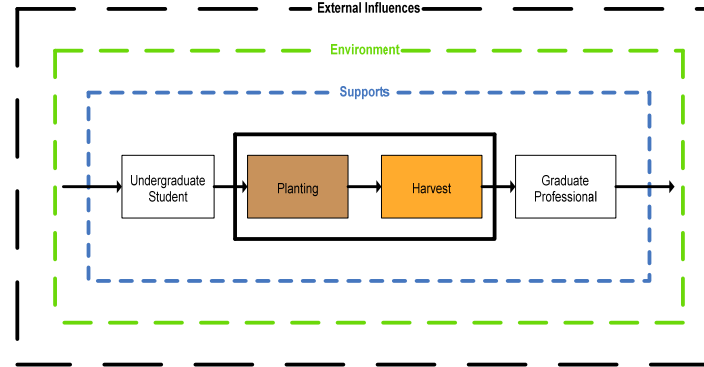 External Influences
Environment
Supports
Undergraduate
Student
Planting
Harvest
Graduate
Professional